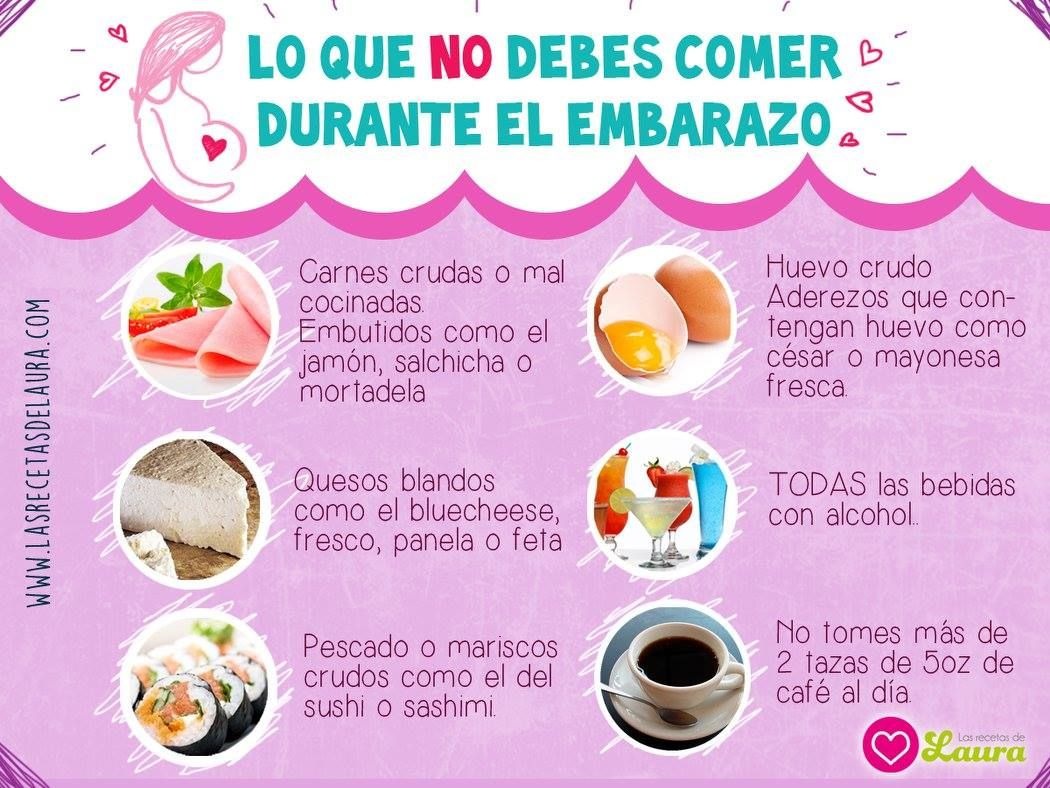 LO QUE NO DEBES COMER
DURANTE EL EMBARAZO
Carnes crudas o mal
cocinadas.
Embutidos como el
jamón, salchicha o
mortadela
Huevo crudo
Aderezos que con-
tengan huevo como
césar o mayonesa
fresca.
Quesos blandos
como el bluecheese,
fresco, panela o feta
TODAS las bebidas
con alcohol..
Pescado o mariscos
crudos como el del
sushi o sashimi.
No tomes más de
2 tazas de 5oz de
café al día.
WWW.LASRECETASDELAURA.COM
Las recetas de
Laura